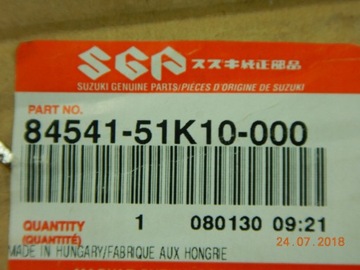 SGP スズキ純正部品
SUZUKI GENUINE PARTS/PIÈCES D'ORIGINE DE SUZUKI
PART NO.
84541-51K10-000
QUANTITY 1 080130 09:21
(QUANTITÉ)
24.07.2018
MADE IN HUNGARY/FABRIQUE AUX HONGRIE